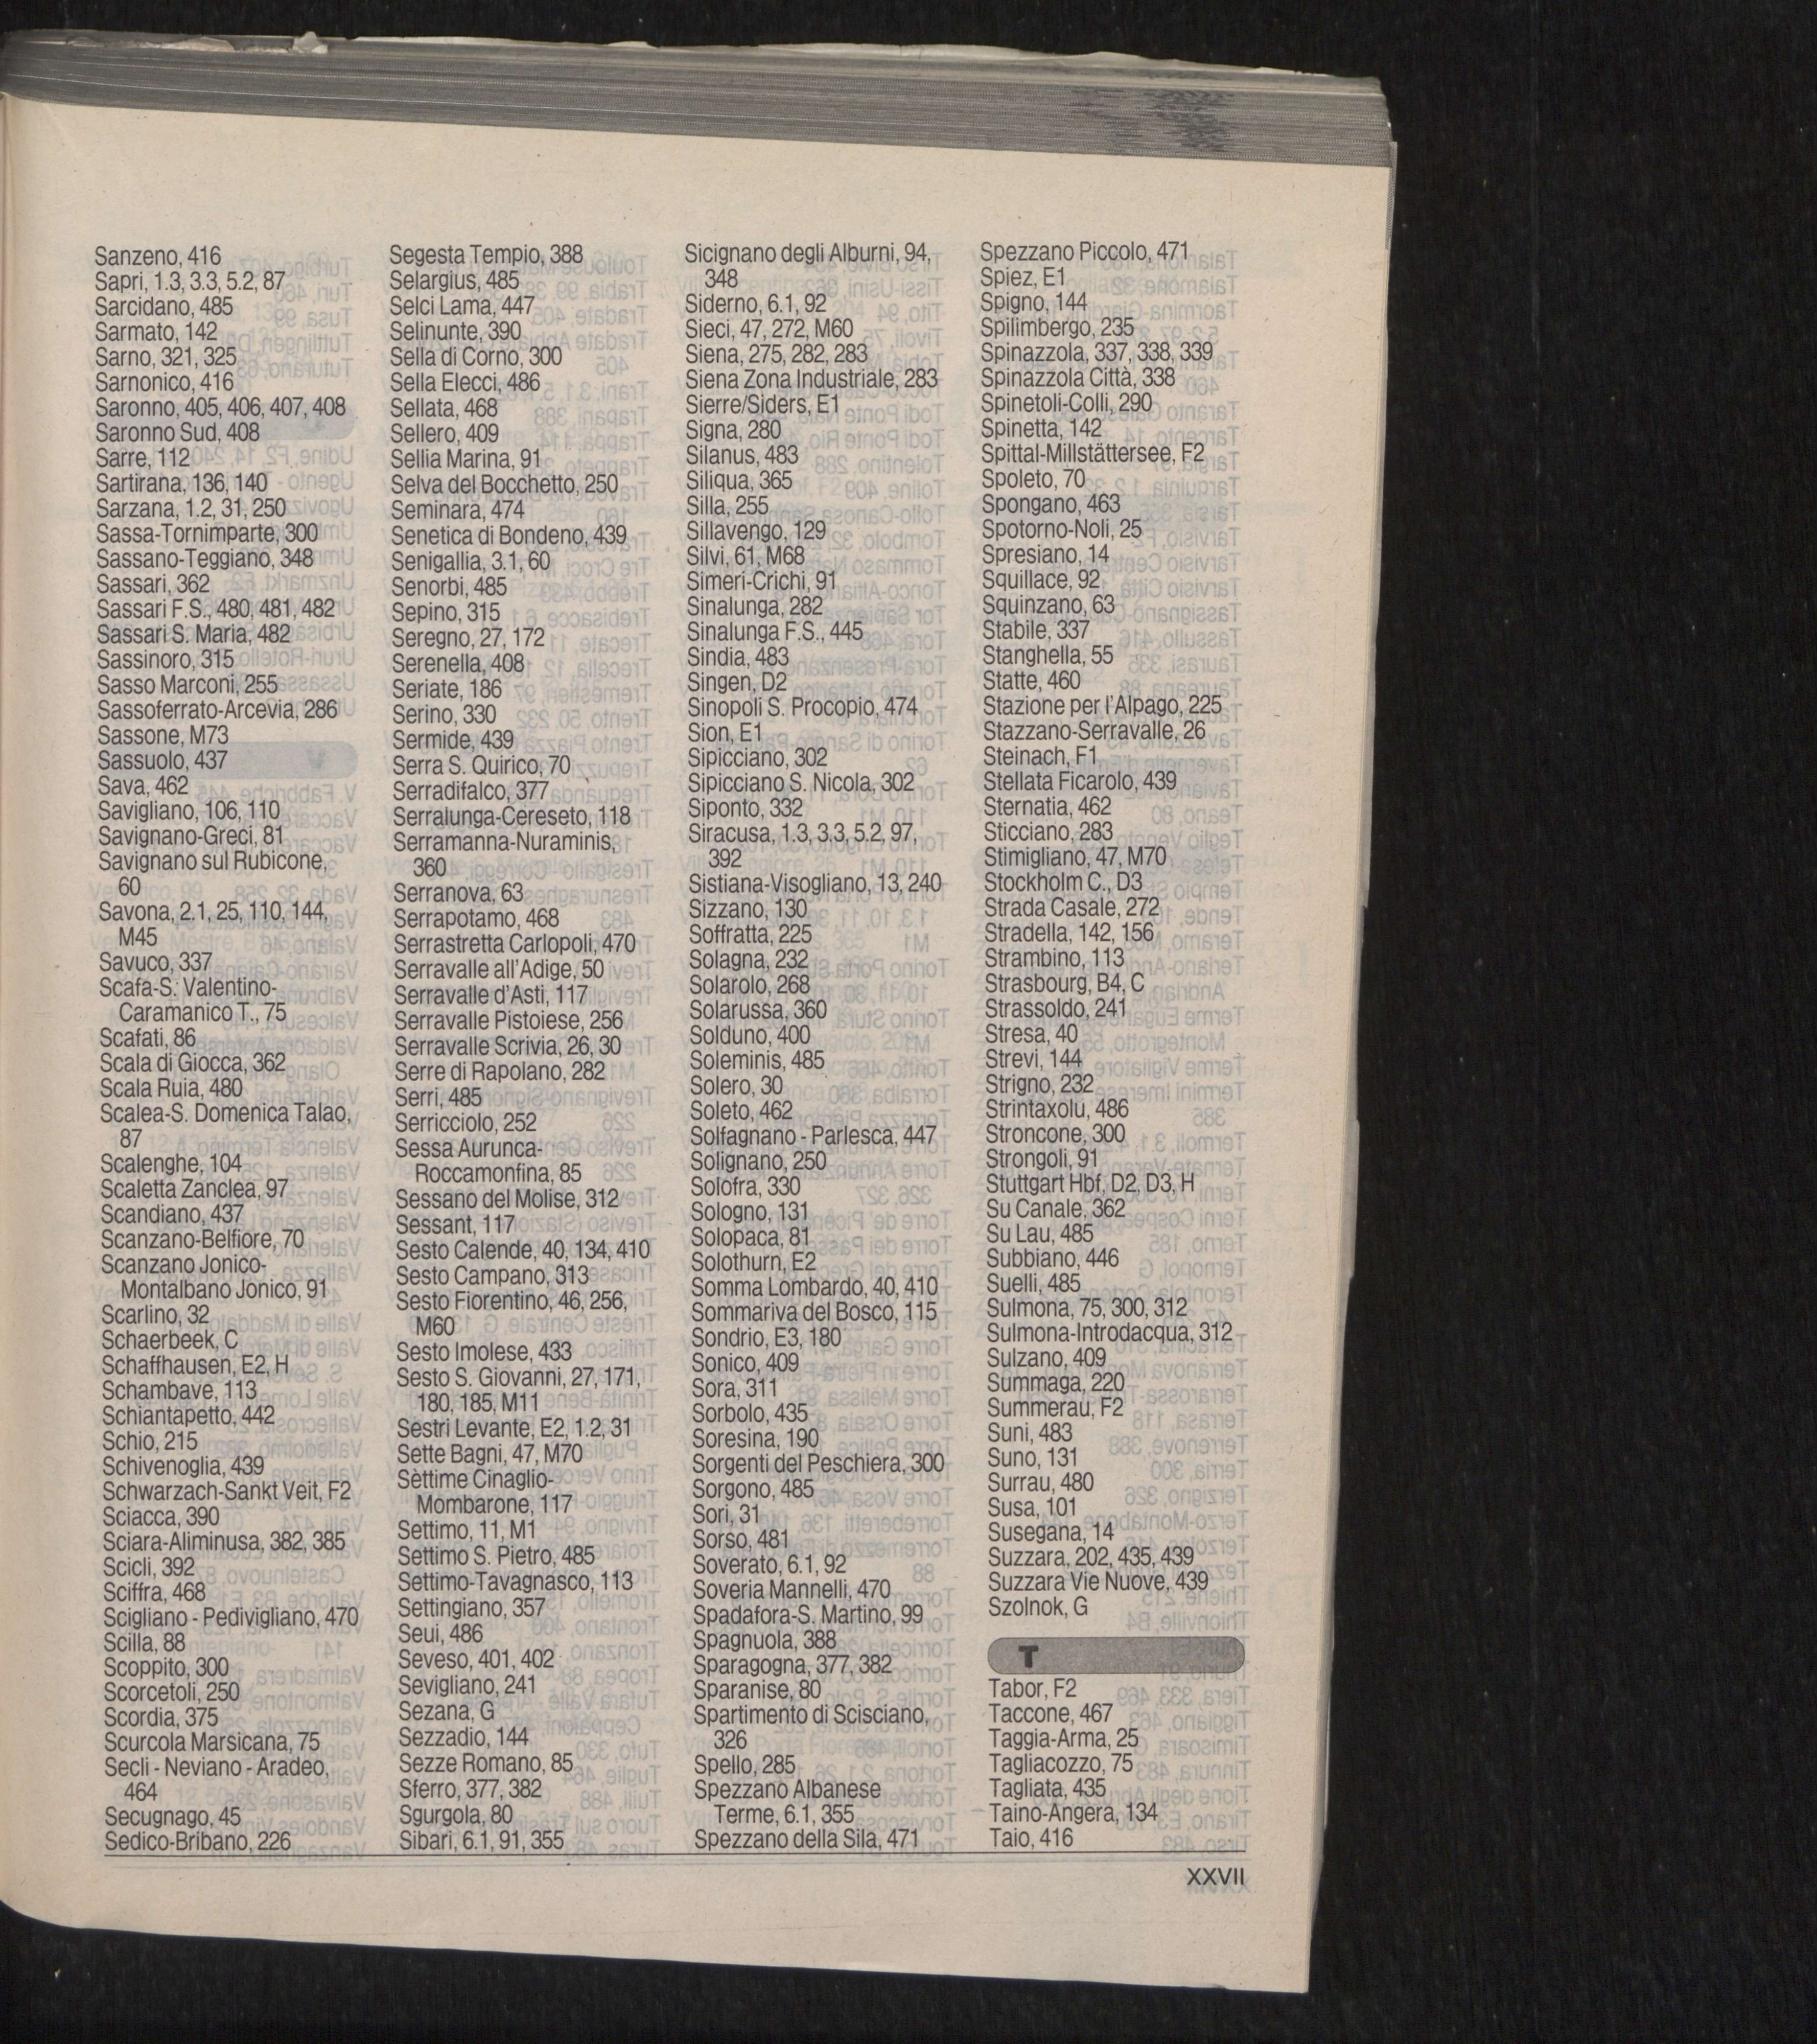 Sanzeno, 416
Sapri, 1.3, 3.3, 5.2, 87
Sarcidano, 485
Sarmato, 142
Sarno, 321, 325
Sarnonico, 416
Saronno, 405, 406, 407, 408
Saronno Sud, 408
Sarre, 112
Sartirana, 136, 140
Sarzana, 1.2, 31, 250
Sassa-Tornimparte, 300
Sassano-Teggiano, 348
Sassari, 362
Sassari F.S., 480, 481, 482
Sassari S. Maria, 482
Sassinoro, 315
Sasso Marconi, 255
Sassoferrato-Arcevia, 286
Sassone, M73
Sassuolo, 437
Sava, 462
Savigliano, 106, 110
Savignano-Greci, 81
Savignano sul Rubicone,
60
Savona, 2.1, 25, 110, 144,
M45
Savuco, 337
Scafa-S. Valentino-
Caramanico T., 75
Scafati, 86
Scala di Giocca, 362
Scala Ruia, 480
Scalea-S. Domenica Talao,
87
Scalenghe, 104
Scaletta Zanclea, 97
Scandiano, 437
Scanzano-Belfiore, 70
Scanzano Jonico-
Montalbano Jonico, 91
Scarlino, 32
Schaerbeek, C
Schaffhausen, E2, H
Schambave, 113
Schiantapetto, 442
Schio, 215
Schivenoglia, 439
Schwarzach-Sankt Veit, F2
Sciacca, 390
Sciara-Aliminusa, 382, 385
Scicli, 392
Sciffra, 468
Scigliano - Pedivigliano, 470
Scilla, 88
Scoppito, 300
Scorcetoli, 250
Scordia, 375
Scurcola Marsicana, 75
Secli - Neviano - Aradeo,
464
Secugnago, 45
Sedico-Bribano, 226
Segesta Tempio, 388
Selargius, 485
Selci Lama, 447
Selinunte, 390
Sella di Corno, 300
Sella Elecci, 486
Sellata, 468
Sellero, 409
Sellia Marina, 91
Selva del Bocchetto, 250
Seminara, 474
Senetica di Bondeno, 439
Senigallia, 3.1, 60
Senorbi, 485
Sepino, 315
Seregno, 27, 172
Serenella, 408
Seriate, 186
Serino, 330
Sermide, 439
Serra S. Quirico, 70
Serradifalco, 377
Serralunga-Cereseto, 118
Serramanna-Nuraminis,
360
Serranova, 63
Serrapotamo, 468
Serrastretta Carlopoli, 470
Serravalle all'Adige, 50
Serravalle d'Asti, 117
Serravalle Pistoiese, 256
Serravalle Scrivia, 26, 30
Serre di Rapolano, 282
Serri, 485
Serricciolo, 252
Sessa Aurunca-
Roccamonfina, 85
Sessano del Molise, 312
Sessant, 117
Sesto Calende, 40, 134, 410
Sesto Campano, 313
Sesto Fiorentino, 46, 256,
M60
Sesto Imolese, 433
Sesto S. Giovanni, 27, 171,
180, 185, M11
Sestri Levante, E2, 1.2, 31
Sette Bagni, 47, M70
Sèttime Cinaglio-
Mombarone, 117
Settimo, 11, M1
Settimo S. Pietro, 485
Settimo-Tavagnasco, 113
Settingiano, 357
Seui, 486
Seveso, 401, 402
Sevigliano, 241
Sezana, G
Sezzadio, 144
Sezze Romano, 85
Sferro, 377, 382
Sgurgola, 80
Sibari, 6.1, 91, 355
Sicignano degli Alburni, 94,
348
Siderno, 6.1, 92
Sieci, 47, 272, M60
Siena, 275, 282, 283
Siena Zona Industriale, 283
Sierre/Siders, E1
Signa, 280
Silanus, 483
Siliqua, 365
Silla, 255
Sillavengo, 129
Silvi, 61, M68
Simeri-Crichi, 91
Sinalunga, 282
Sinalunga F.S., 445
Sindia, 483
Singen, D2
Sinopoli S. Procopio, 474
Sion, E1
Sipicciano, 302
Sipicciano S. Nicola, 302
Siponto, 332
Siracusa, 1.3, 3.3, 5.2, 97,
392
Sistiana-Visogliano, 13, 240
Sizzano, 130
Soffratta, 225
Solagna, 232
Solarolo, 268
Solarussa, 360
Solduno, 400
Soleminis, 485
Solero, 30
Soleto, 462
Solfagnano - Parlesca, 447
Solignano, 250
Solofra, 330
Sologno, 131
Solopaca, 81
Solothurn, E2
Somma Lombardo, 40, 410
Sommariva del Bosco, 115
Sondrio, E3, 180
Sonico, 409
Sora, 311
Sorbolo, 435
Soresina, 190
Sorgenti del Peschiera, 300
Sorgono, 485
Sori, 31
Sorso, 481
Soverato, 6.1, 92
Soveria Mannelli, 470
Spadafora-S. Martino, 99
Spagnuola, 388
Sparagogna, 377, 382
Sparanise, 80
Spartimento di Scisciano,
326
Spello, 285
Spezzano Albanese
Terme, 6.1, 355
Spezzano della Sila, 471
Spezzano Piccolo, 471
Spiez, E1
Spigno, 144
Spilimbergo, 235
Spinazzola, 337, 338, 339
Spinazzola Città, 338
Spinetoli-Colli, 290
Spinetta, 142
Spittal-Millstättersee, F2
Spoleto, 70
Spongano, 463
Spotorno-Noli, 25
Spresiano, 14
Squillace, 92
Squinzano, 63
Stabile, 337
Stanghella, 55
Statte, 460
Stazione per l'Alpago, 225
Stazzano-Serravalle, 26
Steinach, F1
Stellata Ficarolo, 439
Sternatia, 462
Sticciano, 283
Stimigliano, 47, M70
Stockholm C., D3
Strada Casale, 272
Stradella, 142, 156
Strambino, 113
Strasbourg, B4, C
Strassoldo, 241
Stresa, 40
Strevi, 144
Strigno, 232
Strintaxolu, 486
Stroncone, 300
Strongoli, 91
Stuttgart Hbf, D2, D3, H
Su Canale, 362
Su Lau, 485
Subbiano, 446
Suelli, 485
Sulmona, 75, 300, 312
Sulmona-Introdacqua, 312
Sulzano, 409
Summaga, 220
Summerau, F2
Suni, 483
Suno, 131
Surrau, 480
Susa, 101
Susegana, 14
Suzzara, 202, 435, 439
Suzzara Vie Nuove, 439
Szolnok, G
T
Tabor, F2
Taccone, 467
Taggia-Arma, 25
Tagliacozzo, 75
Tagliata, 435
Taino-Angera, 134
Taio, 416
XXVII